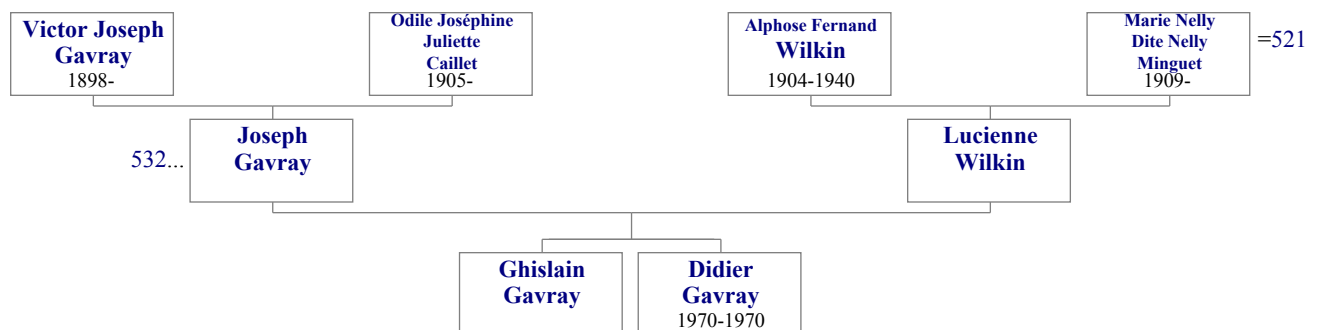 Victor Joseph
Gavray
1898-
Odile Joséphine
Juliette
Caillet
1905-
Alphose Fernand
Wilkin
1904-1940
Marie Nelly
Dite Nelly
Minguet
1909-
=521
532...
Joseph
Gavray
Lucienne
Wilkin
Ghislain
Gavray
Didier
Gavray
1970-1970